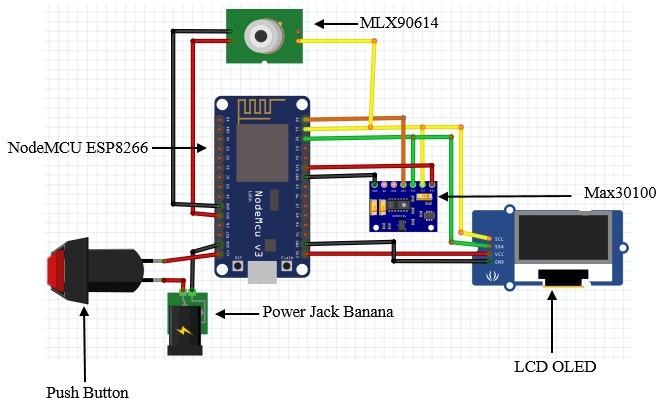 MLX90614
NodeMCU ESP8266
NodeMcu v3
RST
FLASH
Max30100
SCL
SDA
VCC
GND
Power Jack Banana
LCD OLED
Push Button